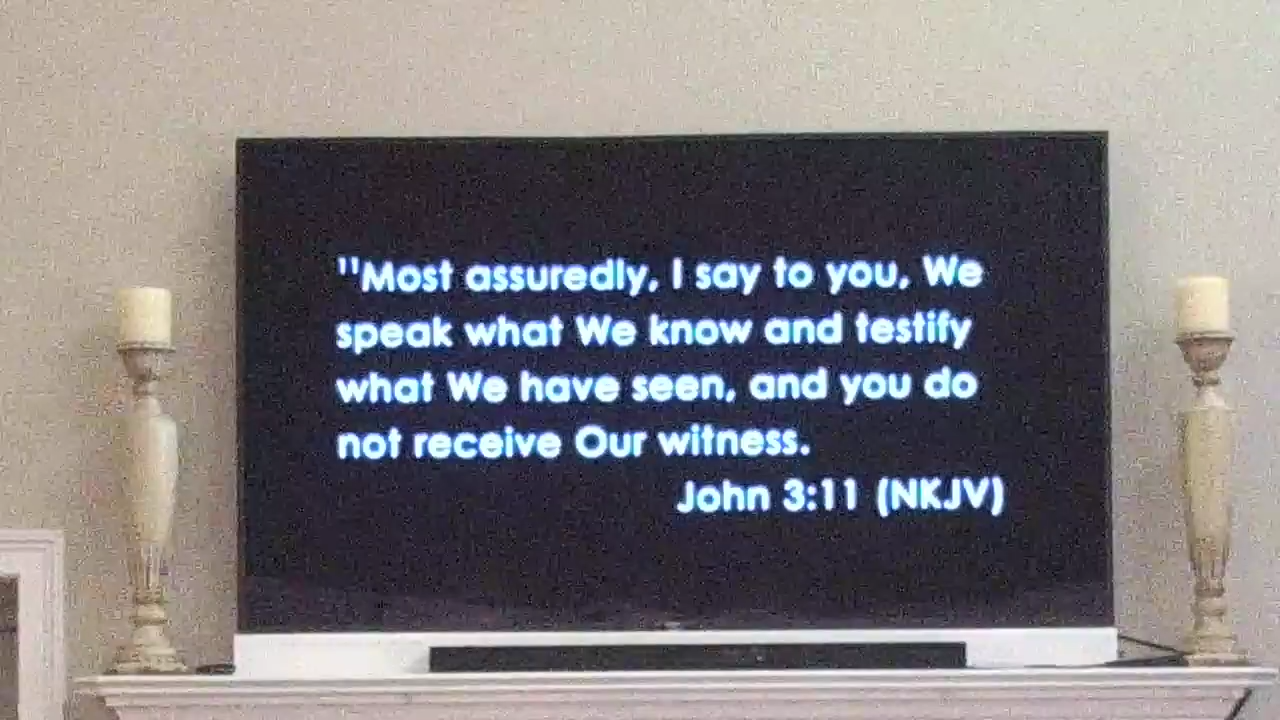 "Most assuredly, I say to you, We
speak what We know and testify
what We have seen, and you do
not receive Our witness.
John 3:11 (NKJV)